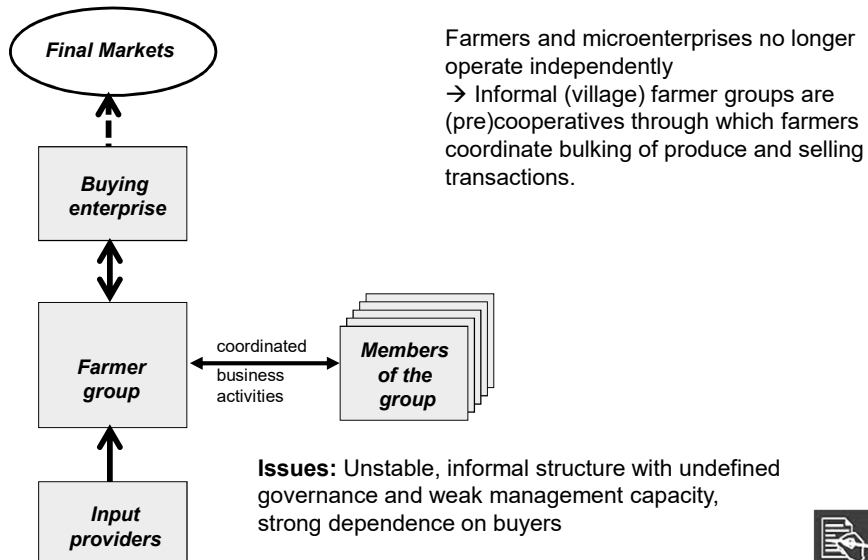 Final Markets
Farmers and microenterprises no longer
operate independently
→ Informal (village) farmer groups are
(pre)cooperatives through which farmers
coordinate bulking of produce and selling
transactions.
Buying
enterprise
Farmer
group
coordinated
business
activities
Members
of the
group
Issues: Unstable, informal structure with undefined
governance and weak management capacity,
strong dependence on buyers
Input
providers